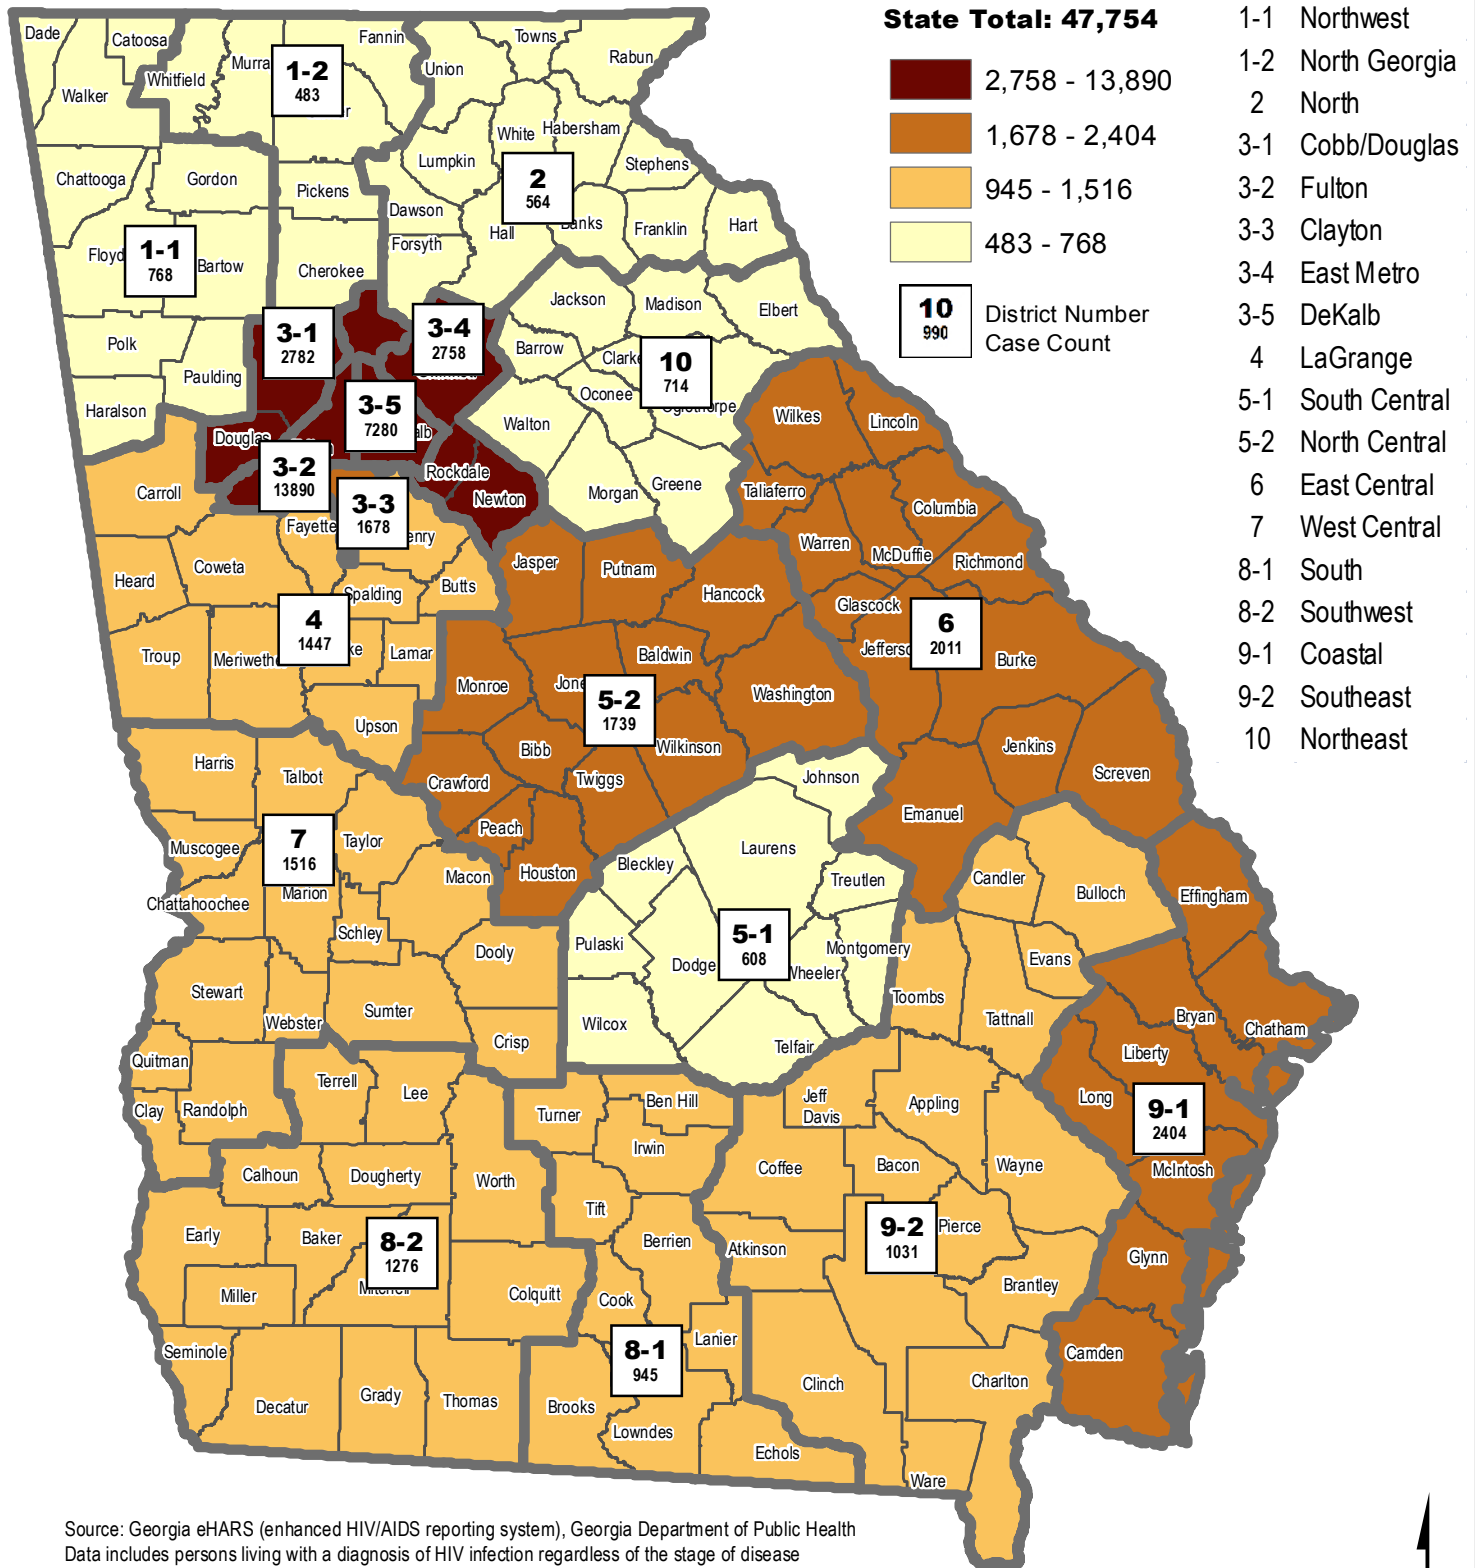 State Total: 47,754
2,758 - 13,890
1,678 - 2,404
945 - 1,516
483 - 768
10
990
District Number
Case Count
1-1 Northwest
1-2 North Georgia
2 North
3-1 Cobb/Douglas
3-2 Fulton
3-3 Clayton
3-4 East Metro
3-5 DeKalb
4 LaGrange
5-1 South Central
5-2 North Central
6 East Central
7 West Central
8-1 South
8-2 Southwest
9-1 Coastal
9-2 Southeast
10 Northeast
Dade
Catoosa
Whitfield
Murra
Fannin
Union
Towns
Rabun
Walker
1-2
483
White
Habersham
Lumpkin
Stephens
Chattooga
Gordon
Pickens
2
564
Dawson
Hall
Franklin
Hart
Floyd
1-1
768
Bartow
Cherokee
Forsyth
Jackson
Madison
Elbert
Polk
3-1
2782
3-4
2758
Barrow
Clarke
10
714
Paulding
Haralson
3-5
7280
Oconee
Walton
Wilkes
Lincoln
Douglas
3-2
13890
Rockdale
Newton
Morgan
Greene
Taliaferro
Columbia
Carroll
3-3
1678
Fayette
Warren
McDuffie
Richmond
Heard
Coweta
Spalding
Butts
Jasper
Putnam
Hancock
Glascock
6
2011
4
1447
Troup
Meriwethe
Lamar
Monroe
Jone
Baldwin
Jefferso
Burke
Upson
5-2
1739
Washington
Bibb
Wilkinson
Jenkins
Screven
Harris
Talbot
Crawford
Twiggs
Johnson
Emanuel
Muscogee
7
1516
Taylor
Peach
Houston
Bleckley
Laurens
Treutlen
Candler
Bulloch
Effingham
Chattahoochee
Marion
Macon
Schley
Dooly
Pulaski
5-1
608
Dodge
Wheeler
Montgomery
Evans
Stewart
Webster
Sumter
Crisp
Wilcox
Telfair
Toombs
Tattnall
Bryan
Chatham
Liberty
Quitman
Terrell
Lee
Clay
Randolph
Turner
Ben Hill
Jeff
Davis
Appling
Long
9-1
2404
Calhoun
Dougherty
Worth
Irwin
Coffee
Bacon
Wayne
McIntosh
Tift
Early
Baker
8-2
1276
Berrien
Atkinson
9-2
1031
Pierce
Glynn
Miller
Mitchell
Colquitt
Cook
Brantley
Seminole
8-1
945
Lanier
Camden
Decatur
Grady
Thomas
Brooks
Lowndes
Clinch
Charlton
Echols
Ware
Source: Georgia eHARS (enhanced HIV/AIDS reporting system), Georgia Department of Public Health
Data includes persons living with a diagnosis of HIV infection regardless of the stage of disease